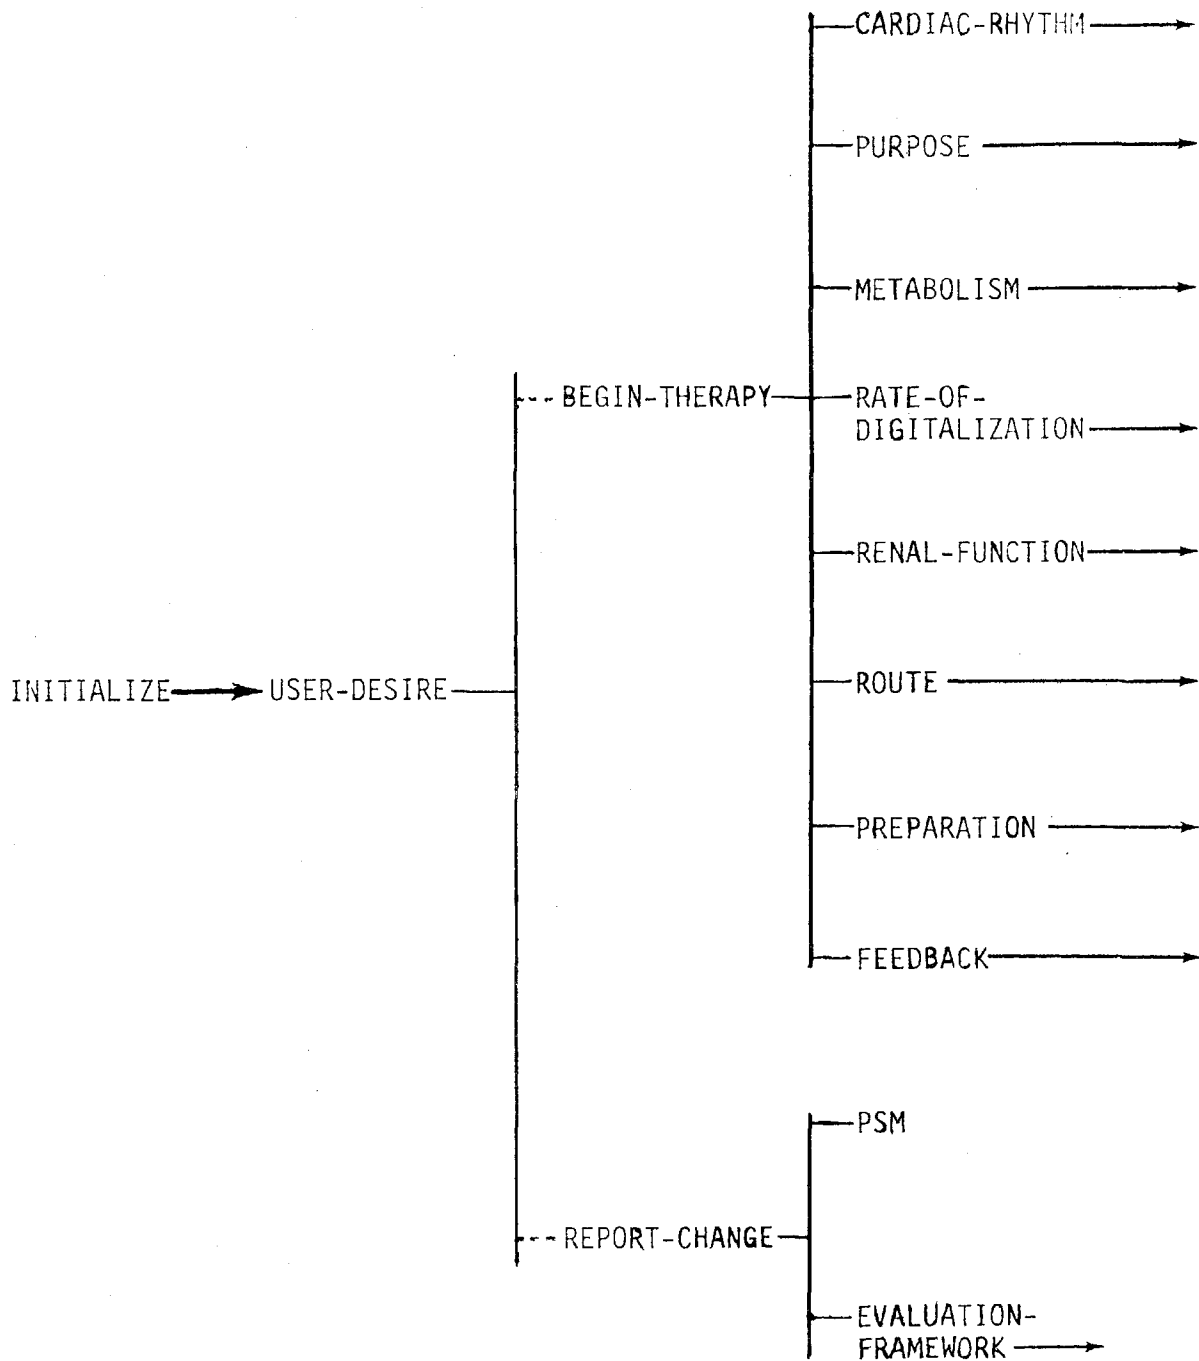 CARDIAC-RHYTHM
PURPOSE
METABOLISM
BEGIN-THERAPY
RATE-OF-
DIGITALIZATION
RENAL-FUNCTION
INITIALIZE
USER-DESIRE
ROUTE
PREPARATION
FEEDBACK
PSM
REPORT-CHANGE
EVALUATION-
FRAMEWORK